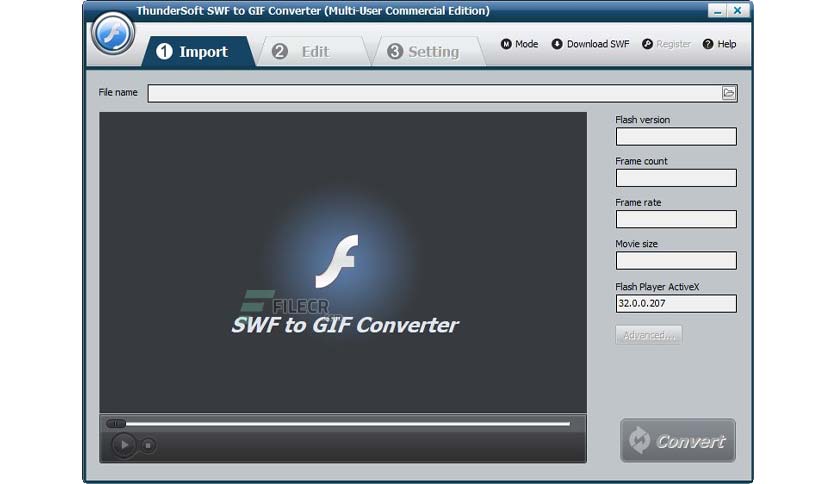 ThunderSoft SWF to GIF Converter (Multi-User Commercial Edition)
1 Import
2 Edit
3 Setting
M Mode
Download SWF
Register
? Help
File name
Flash version
Frame count
Frame rate
Movie size
Flash Player ActiveX
32.0.0.207
Advanced...
FILECR
SWF to GIF Converter
Convert